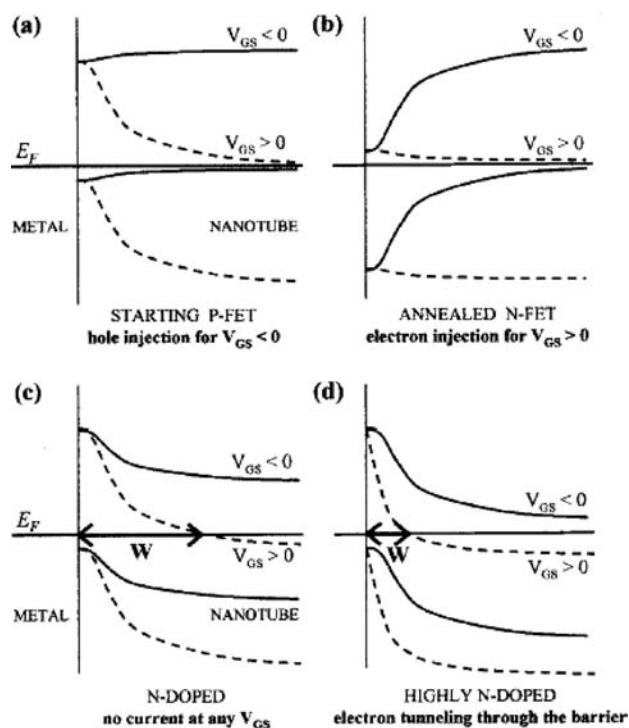 (a)
V_GS < 0
E_F
V_GS > 0
METAL
NANOTUBE
STARTING P-FET
hole injection for V_GS < 0
(b)
V_GS < 0
V_GS > 0
ANNEALED N-FET
electron injection for V_GS > 0
(c)
V_GS < 0
E_F
W
V_GS > 0
METAL
NANOTUBE
N-DOPED
no current at any V_GS
(d)
V_GS < 0
W
V_GS > 0
HIGHLY N-DOPED
electron tunneling through the barrier